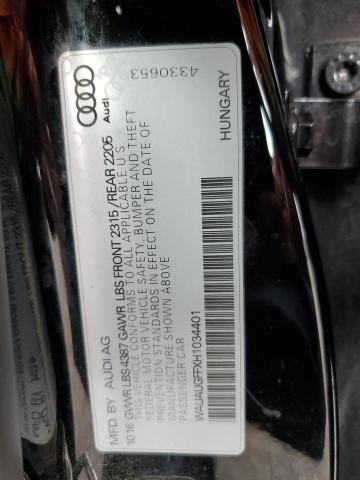 4330653
Audi
MFD. BY AUDI AG
10 16 GVWR LBS 4387 GAWR LBS FRONT 2315 / REAR 2205
THIS VEHICLE CONFORMS TO ALL APPLICABLE U.S.
FEDERAL MOTOR VEHICLE SAFETY, BUMPER AND THEFT
PREVENTION STANDARDS IN EFFECT ON THE DATE OF
MANUFACTURE SHOWN ABOVE
PASSENGER CAR
WAUAUGFFXH1034401
HUNGARY